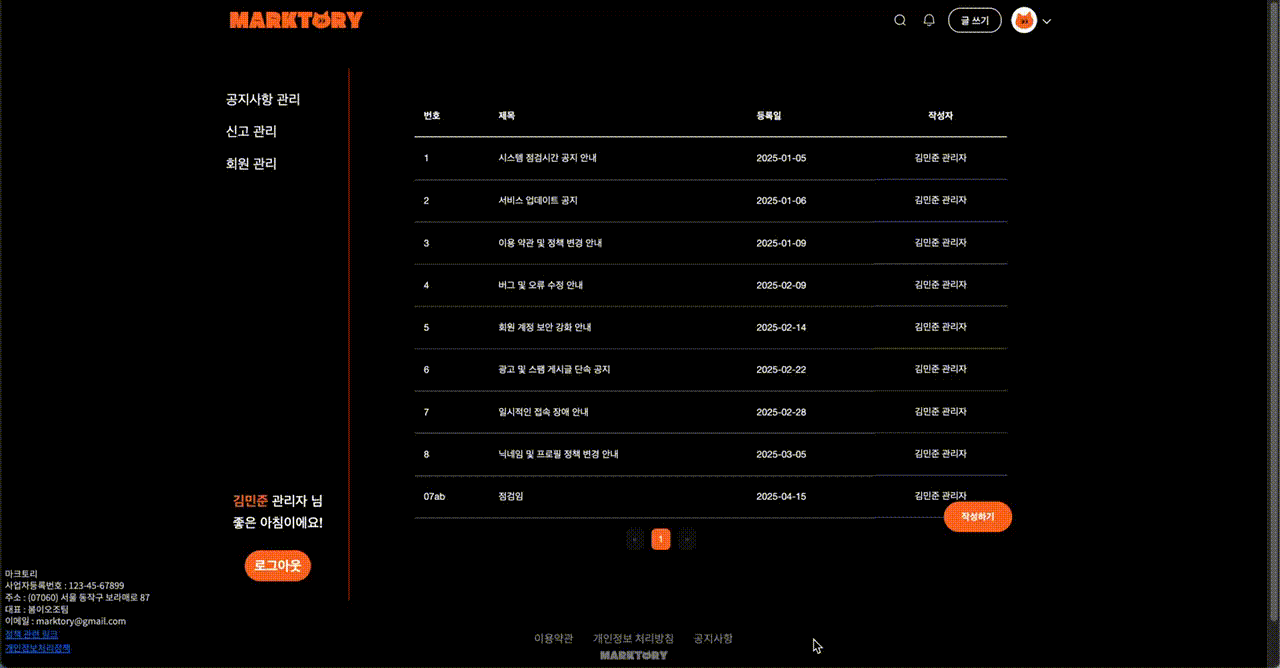 MARKTORY
글 쓰기
공지사항 관리
신고 관리
회원 관리
번호 제목 등록일 작성자
1 시스템 점검시간 공지 안내 2025-01-05 김민준 관리자
2 서비스 업데이트 공지 2025-01-06 김민준 관리자
3 이용 약관 및 정책 변경 안내 2025-01-09 김민준 관리자
4 버그 및 오류 수정 안내 2025-02-09 김민준 관리자
5 회원 계정 보안 강화 안내 2025-02-14 김민준 관리자
6 광고 및 스팸 게시글 단속 공지 2025-02-22 김민준 관리자
7 일시적인 접속 장애 안내 2025-02-28 김민준 관리자
8 닉네임 및 프로필 정책 변경 안내 2025-03-05 김민준 관리자
07ab 점검임 2025-04-15 김민준 관리자
작성하기
1
김민준 관리자 님
좋은 아침이에요!
로그아웃
마크토리
사업자등록번호 : 123-45-67899
주소 : (07060) 서울 동작구 보라매로 87
대표 : 봄이오조팀
이메일 : marktory@gmail.com
정책 관련 링크
개인정보처리정책
이용약관 개인정보 처리방침 공지사항
MARKTORY